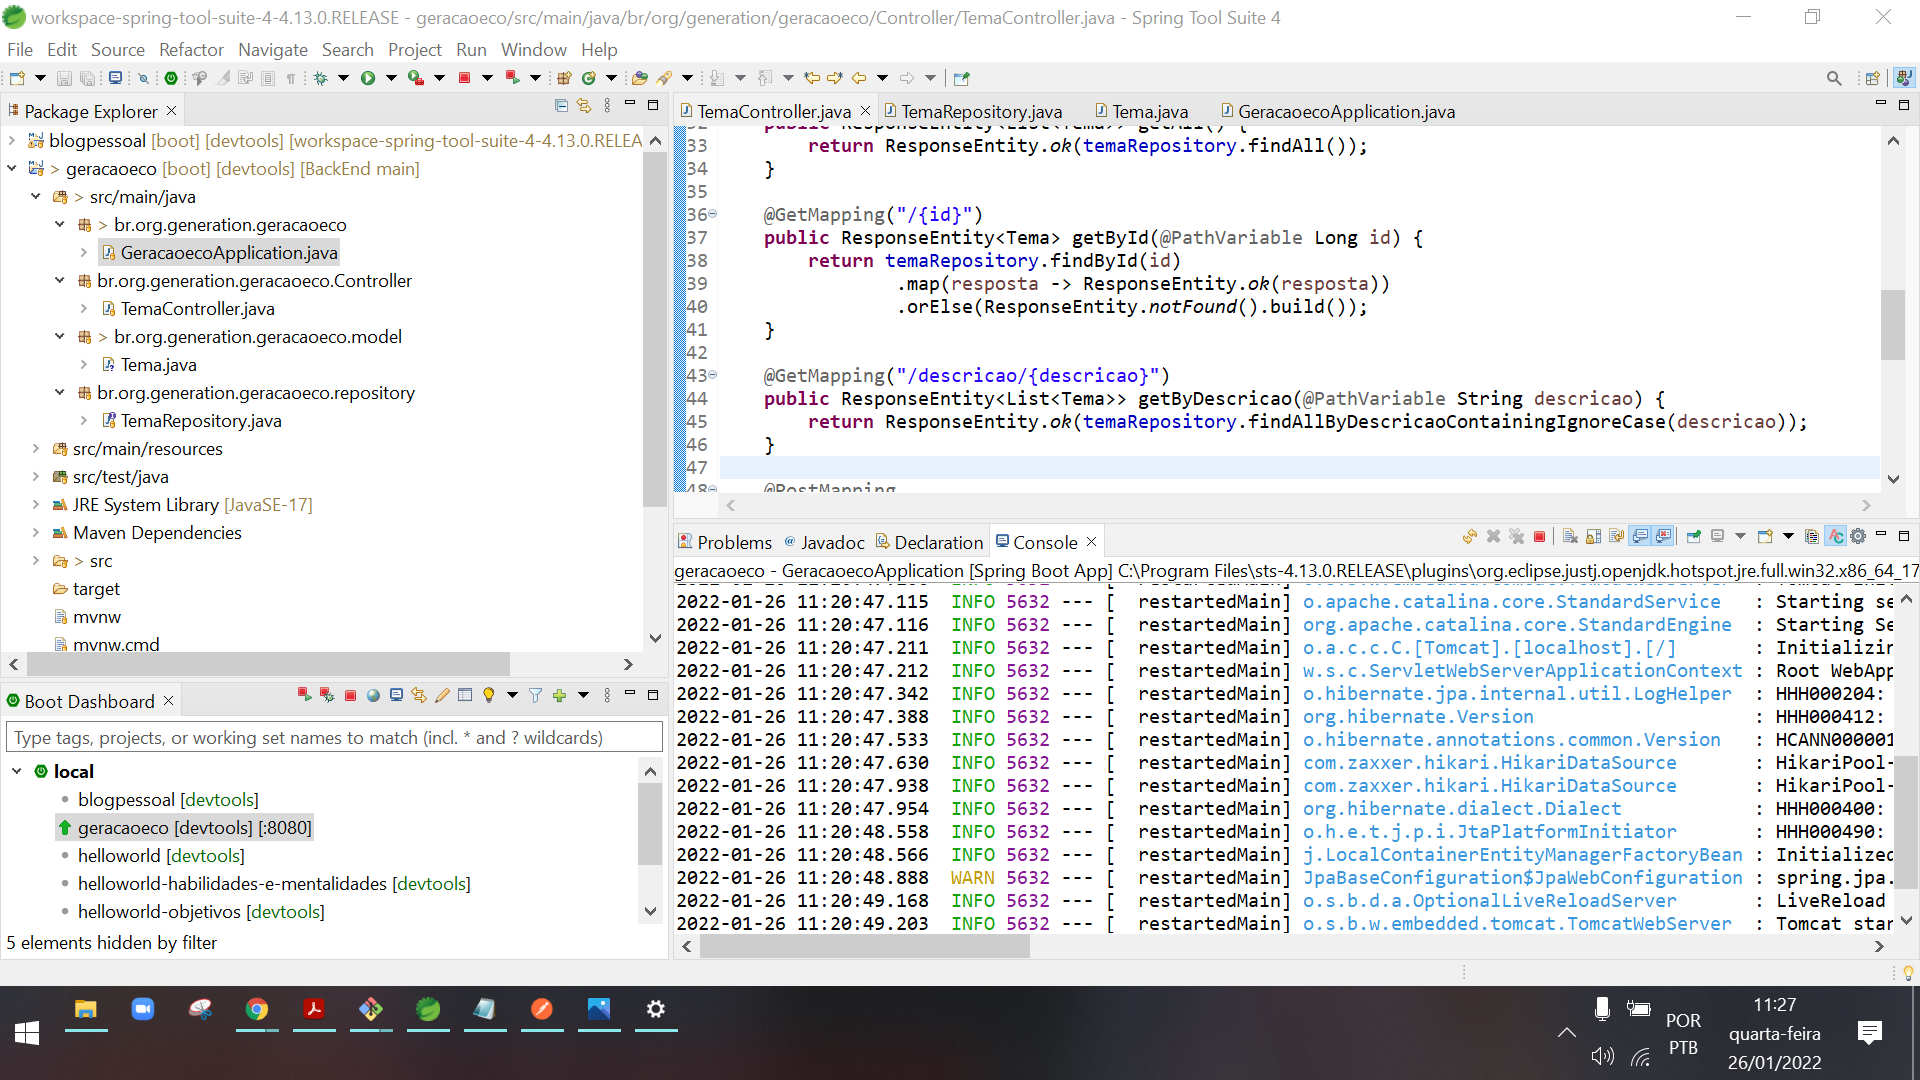 workspace-spring-tool-suite-4-4.13.0.RELEASE - geracaoeco/src/main/java/br/org/generation/geracaoeco/Controller/TemaController.java - Spring Tool Suite 4
File Edit Source Refactor Navigate Search Project Run Window Help
Package Explorer
blogpessoal [boot] [devtools] [workspace-spring-tool-suite-4-4.13.0.RELEA
> geracaoeco [boot] [devtools] [BackEnd main]
> src/main/java
> br.org.generation.geracaoeco
GeracaoecoApplication.java
br.org.generation.geracaoeco.Controller
TemaController.java
> br.org.generation.geracaoeco.model
Tema.java
br.org.generation.geracaoeco.repository
TemaRepository.java
src/main/resources
src/test/java
JRE System Library [JavaSE-17]
Maven Dependencies
> src
target
mvnw
mvnw.cmd
Boot Dashboard
Type tags, projects, or working set names to match (incl. * and ? wildcards)
local
blogpessoal [devtools]
geracaoeco [devtools] [:8080]
helloworld [devtools]
helloworld-habilidades-e-mentalidades [devtools]
helloworld-objetivos [devtools]
5 elements hidden by filter
TemaController.java TemaRepository.java Tema.java GeracaoecoApplication.java
32 public ResponseEntity<List<Tema>> getAll() {
33 return ResponseEntity.ok(temaRepository.findAll());
34 }
35
36 @GetMapping("/{id}")
37 public ResponseEntity<Tema> getById(@PathVariable Long id) {
38 return temaRepository.findById(id)
39 .map(resposta -> ResponseEntity.ok(resposta))
40 .orElse(ResponseEntity.notFound().build());
41 }
42
43 @GetMapping("/descricao/{descricao}")
44 public ResponseEntity<List<Tema>> getByDescricao(@PathVariable String descricao) {
45 return ResponseEntity.ok(temaRepository.findAllByDescricaoContainingIgnoreCase(descricao));
46 }
47
48 @PostMapping
Problems Javadoc Declaration Console
geracaoeco - GeracaoecoApplication [Spring Boot App] C:\Program Files\sts-4.13.0.RELEASE\plugins\org.eclipse.justj.openjdk.hotspot.jre.full.win32.x86_64_17
2022-01-26 11:20:47.115 INFO 5632 --- [ restartedMain] o.apache.catalina.core.StandardService : Starting se
2022-01-26 11:20:47.116 INFO 5632 --- [ restartedMain] org.apache.catalina.core.StandardEngine : Starting Se
2022-01-26 11:20:47.211 INFO 5632 --- [ restartedMain] o.a.c.c.C.[Tomcat].[localhost].[/] : Initializin
2022-01-26 11:20:47.212 INFO 5632 --- [ restartedMain] w.s.c.ServletWebServerApplicationContext : Root WebApp
2022-01-26 11:20:47.342 INFO 5632 --- [ restartedMain] o.hibernate.jpa.internal.util.LogHelper : HHH000204:
2022-01-26 11:20:47.388 INFO 5632 --- [ restartedMain] org.hibernate.Version : HHH000412:
2022-01-26 11:20:47.533 INFO 5632 --- [ restartedMain] o.hibernate.annotations.common.Version : HCANN000001
2022-01-26 11:20:47.630 INFO 5632 --- [ restartedMain] com.zaxxer.hikari.HikariDataSource : HikariPool-
2022-01-26 11:20:47.938 INFO 5632 --- [ restartedMain] com.zaxxer.hikari.HikariDataSource : HikariPool-
2022-01-26 11:20:47.954 INFO 5632 --- [ restartedMain] org.hibernate.dialect.Dialect : HHH000400:
2022-01-26 11:20:48.558 INFO 5632 --- [ restartedMain] o.h.e.t.j.p.i.JtaPlatformInitiator : HHH000490:
2022-01-26 11:20:48.566 INFO 5632 --- [ restartedMain] j.LocalContainerEntityManagerFactoryBean : Initialized
2022-01-26 11:20:48.888 WARN 5632 --- [ restartedMain] JpaBaseConfiguration$JpaWebConfiguration : spring.jpa.
2022-01-26 11:20:49.168 INFO 5632 --- [ restartedMain] o.s.b.d.a.OptionalLiveReloadServer : LiveReload
2022-01-26 11:20:49.203 INFO 5632 --- [ restartedMain] o.s.b.w.embedded.tomcat.TomcatWebServer : Tomcat star
POR
PTB
11:27
quarta-feira
26/01/2022